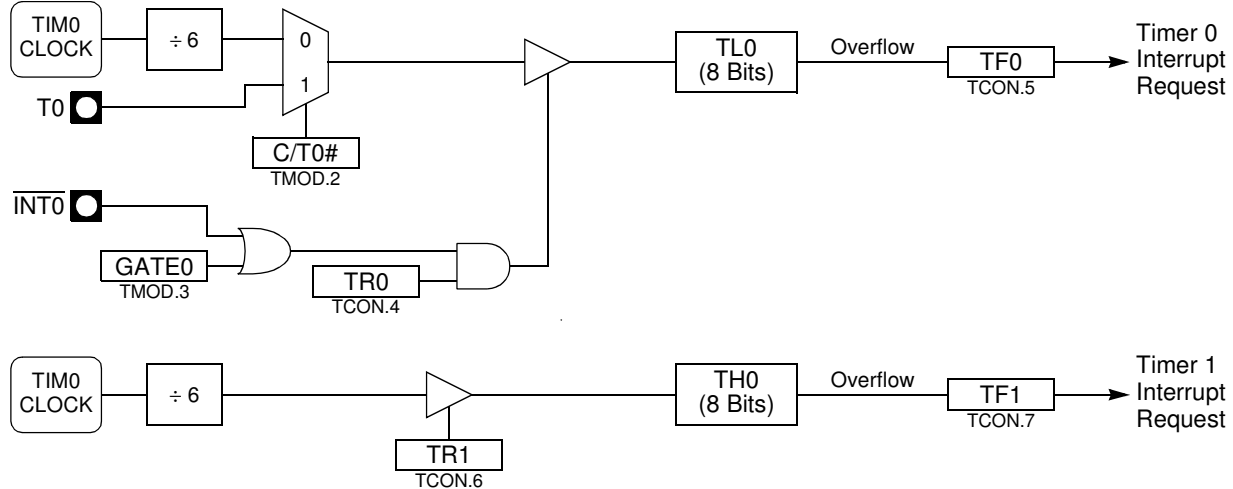 TIM0
CLOCK
÷ 6
0
1
T0
C/T0#
TMOD.2
TL0
(8 Bits)
Overflow
TF0
TCON.5
Timer 0
Interrupt
Request
INT0
GATE0
TMOD.3
TR0
TCON.4
TIM0
CLOCK
÷ 6
TR1
TCON.6
TH0
(8 Bits)
Overflow
TF1
TCON.7
Timer 1
Interrupt
Request